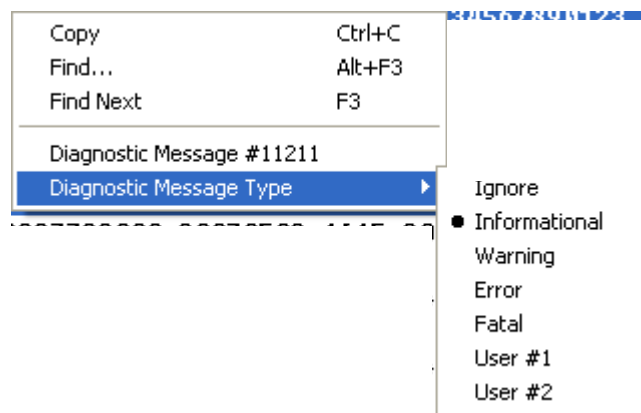 Copy Ctrl+C
Find... Alt+F3
Find Next F3
Diagnostic Message #11211
Diagnostic Message Type
Ignore
Informational
Warning
Error
Fatal
User #1
User #2